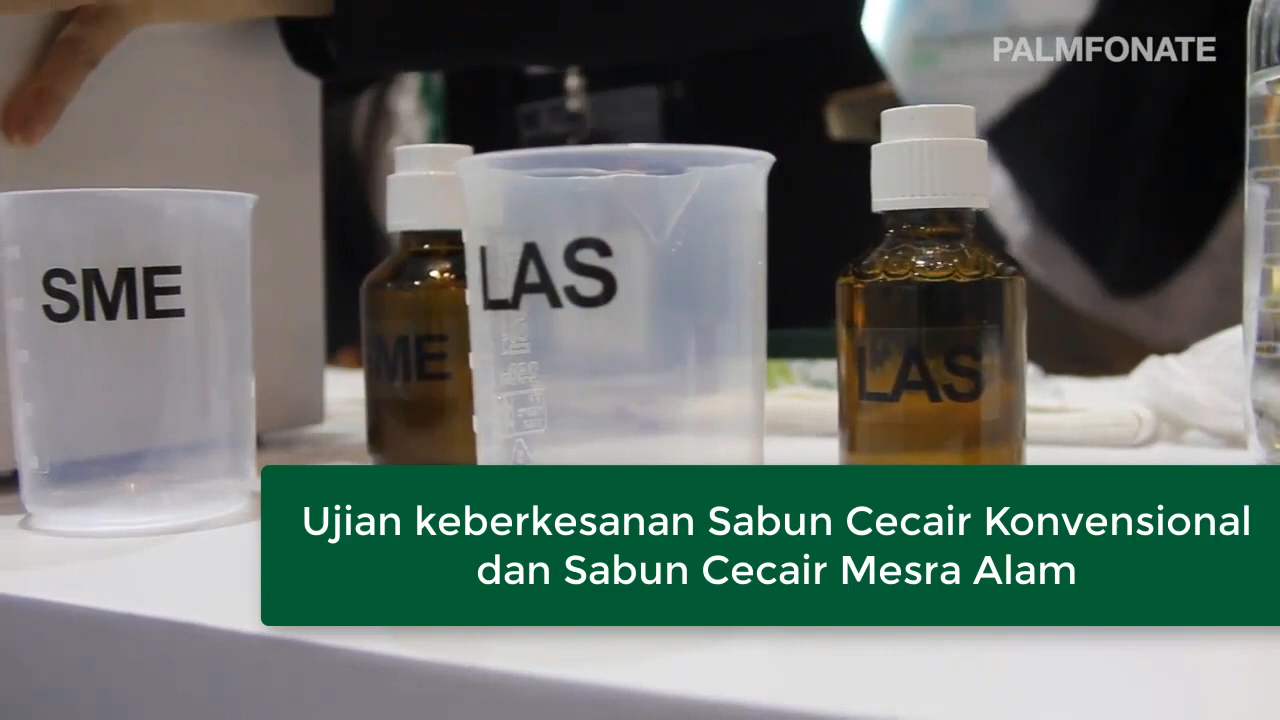 PALMFONATE
SME
LAS
ME
LAS
Ujian keberkesanan Sabun Cecair Konvensional
dan Sabun Cecair Mesra Alam